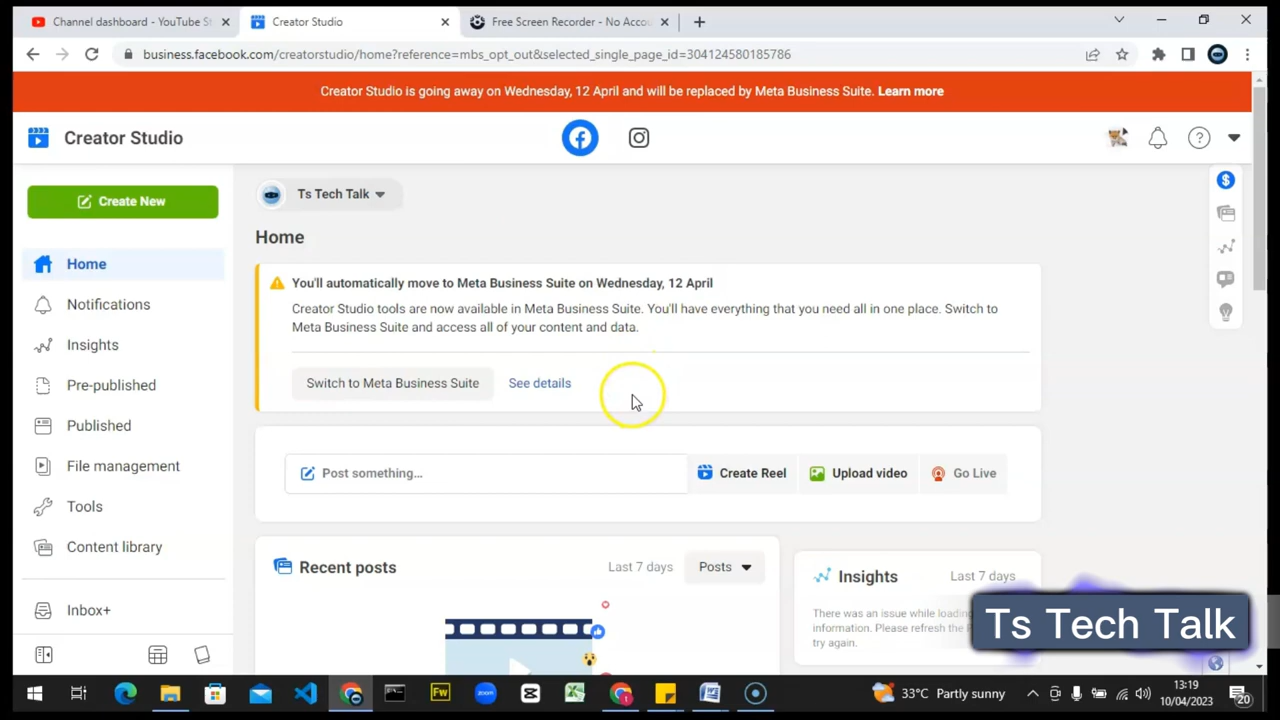 Channel dashboard - YouTube St
Creator Studio
Free Screen Recorder - No Accou
business.facebook.com/creatorstudio/home?reference=mbs_opt_out&selected_single_page_id=304124580185786
Creator Studio is going away on Wednesday, 12 April and will be replaced by Meta Business Suite. Learn more
Creator Studio
Create New
Ts Tech Talk
Home
Home
Notifications
Insights
Pre-published
Published
File management
Tools
Content library
Inbox+
You'll automatically move to Meta Business Suite on Wednesday, 12 April
Creator Studio tools are now available in Meta Business Suite. You'll have everything that you need all in one place. Switch to
Meta Business Suite and access all of your content and data.
Switch to Meta Business Suite
See details
Post something...
Create Reel
Upload video
Go Live
Recent posts
Last 7 days
Posts
Insights
Last 7 days
There was an issue while loading
information. Please refresh the
try again.
Ts Tech Talk
Fw
zoom
33°C Partly sunny
13:19
10/04/2023
20